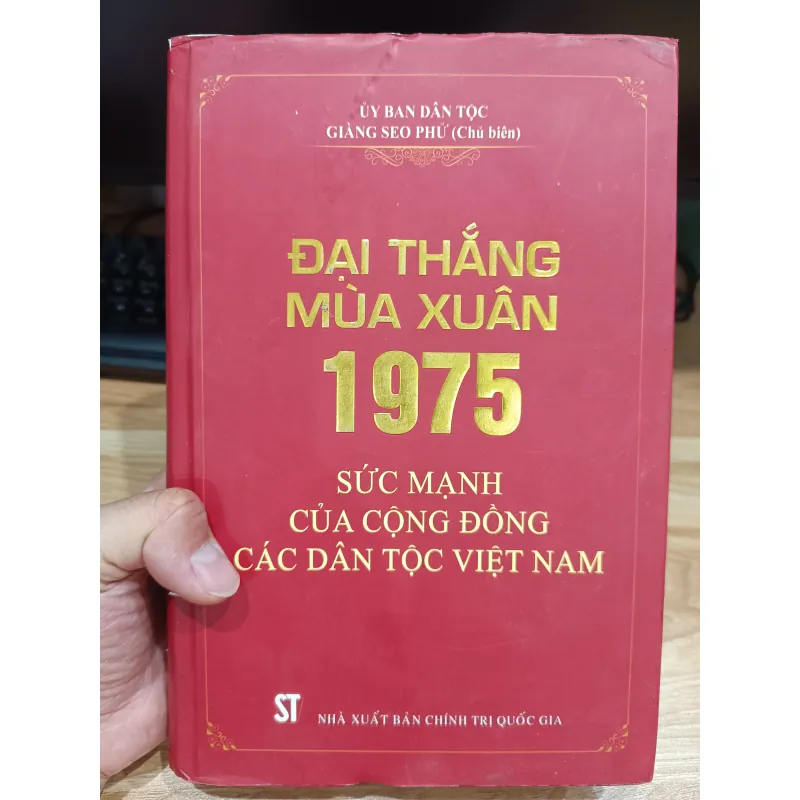 ỦY BAN DÂN TỘC
GIÀNG SEO PHỬ (Chủ biên)
ĐẠI THẮNG
MÙA XUÂN
1975
SỨC MẠNH
CỦA CỘNG ĐỒNG
CÁC DÂN TỘC VIỆT NAM
ST NHÀ XUẤT BẢN CHÍNH TRỊ QUỐC GIA